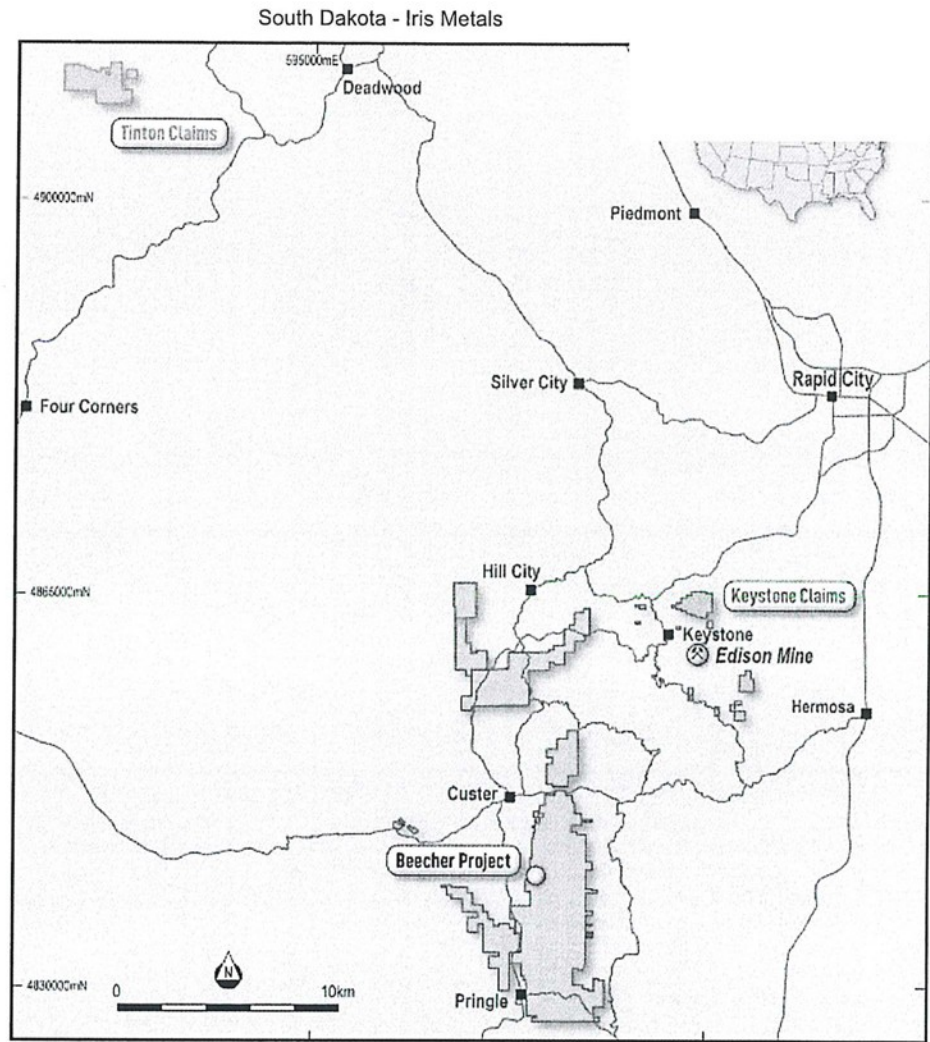 South Dakota - Iris Metals
595000mE
Deadwood
Tinton Claims
4900000mN
Piedmont
Silver City
Rapid City
Four Corners
Hill City
4865000mN
Keystone Claims
Keystone
Edison Mine
Hermosa
Custer
Beecher Project
N
0 10km
4830000mN
Pringle